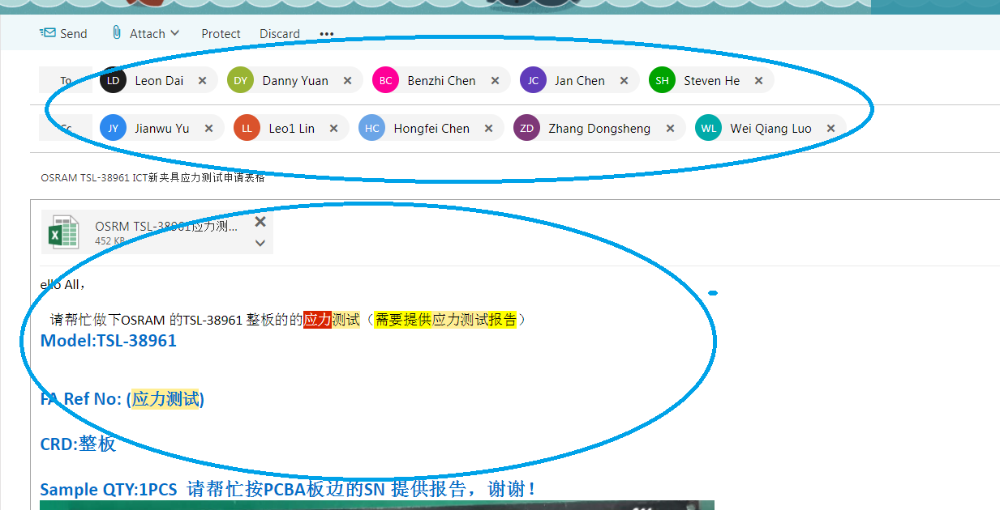 Send Attach Protect Discard •••
To LD Leon Dai DY Danny Yuan BC Benzhi Chen JC Jan Chen SH Steven He
Cc JY Jianwu Yu LL Leo1 Lin HC Hongfei Chen ZD Zhang Dongsheng WL Wei Qiang Luo
OSRAM TSL-38961 ICT新夹具应力测试申请表格
OSRM TSL-38961应力测...
452 KB
ello All，
请帮忙做下OSRAM 的TSL-38961 整板的的应力测试（需要提供应力测试报告）
Model:TSL-38961
FA Ref No: (应力测试)
CRD:整板
Sample QTY:1PCS 请帮忙按PCBA板边的SN 提供报告，谢谢！